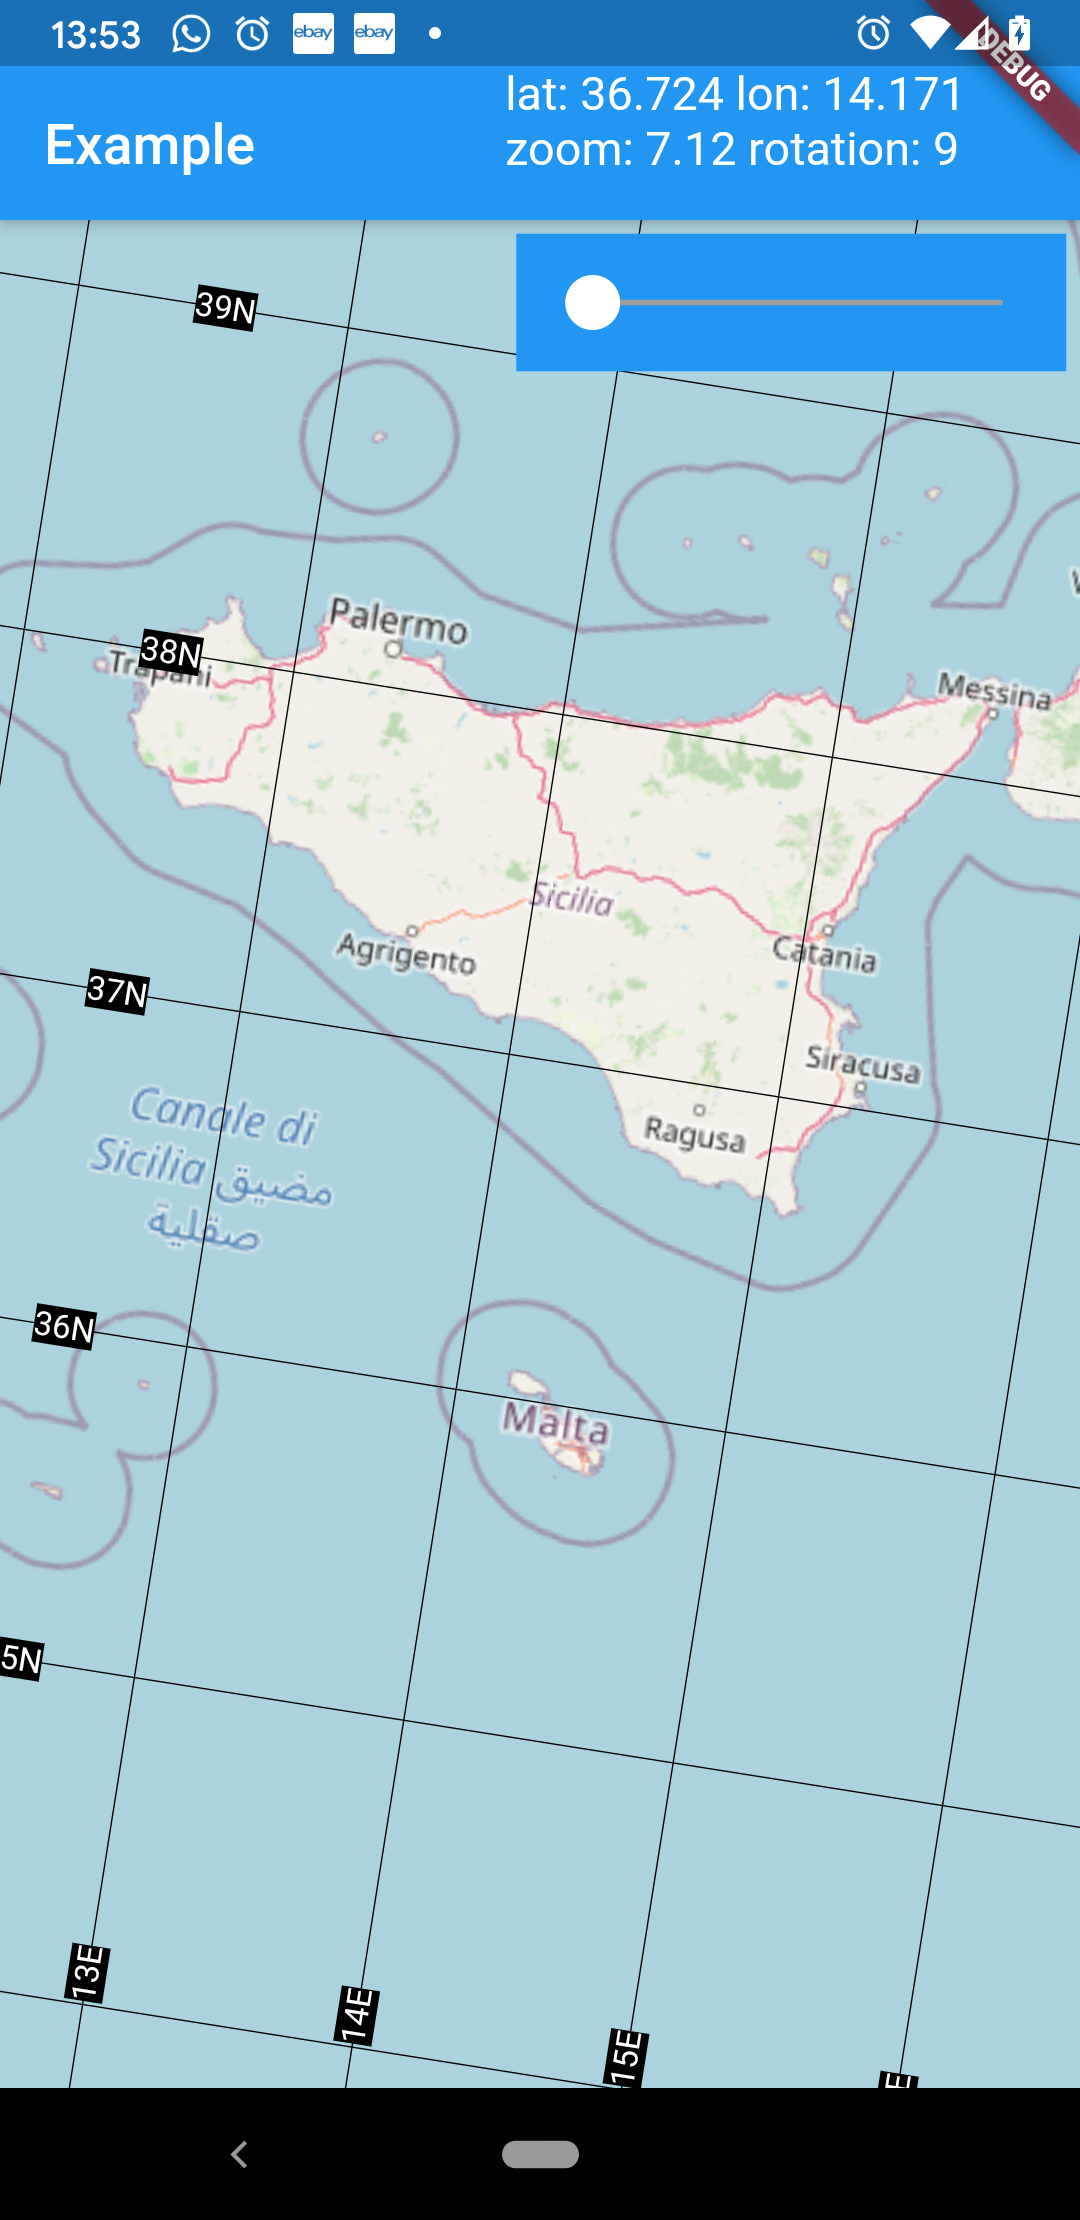 13:53
ebay
ebay
DEBUG
Example
lat: 36.724 lon: 14.171
zoom: 7.12 rotation: 9
39N
Palermo
38N
Trapani
Messina
Sicilia
Agrigento
Catania
37N
Siracusa
Ragusa
Canale di
Sicilia مضيق
صقلية
36N
Malta
5N
13E
14E
15E
E